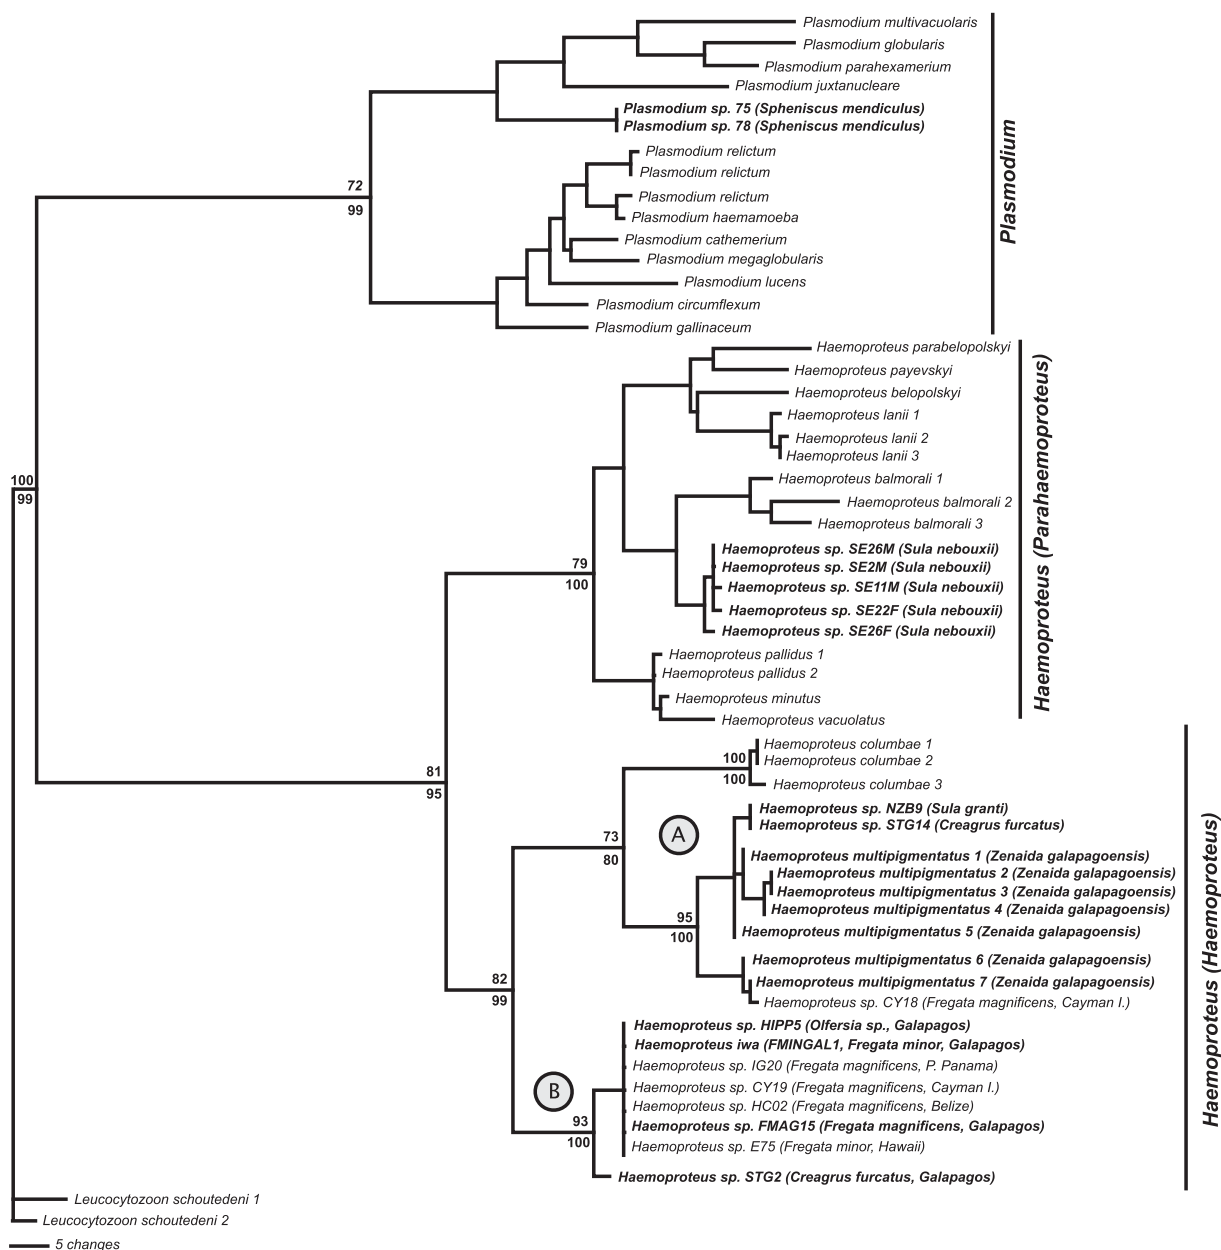 Plasmodium multivacuolaris
Plasmodium globularis
Plasmodium parahexamerium
Plasmodium juxtanucleare
Plasmodium sp. 75 (Spheniscus mendiculus)
Plasmodium sp. 78 (Spheniscus mendiculus)
Plasmodium relictum
Plasmodium relictum
72
99
Plasmodium relictum
Plasmodium haemamoeba
Plasmodium cathemerium
Plasmodium megaglobularis
Plasmodium lucens
Plasmodium circumflexum
Plasmodium gallinaceum
Plasmodium
Haemoproteus parabelopolskyi
Haemoproteus payevskyi
Haemoproteus belopolskyi
Haemoproteus lanii 1
Haemoproteus lanii 2
Haemoproteus lanii 3
100
99
Haemoproteus balmorali 1
Haemoproteus balmorali 2
Haemoproteus balmorali 3
Haemoproteus sp. SE26M (Sula nebouxii)
Haemoproteus sp. SE2M (Sula nebouxii)
79
100
Haemoproteus sp. SE11M (Sula nebouxii)
Haemoproteus sp. SE22F (Sula nebouxii)
Haemoproteus sp. SE26F (Sula nebouxii)
Haemoproteus pallidus 1
Haemoproteus pallidus 2
Haemoproteus minutus
Haemoproteus vacuolatus
Haemoproteus (Parahaemoproteus)
Haemoproteus columbae 1
Haemoproteus columbae 2
100
100
Haemoproteus columbae 3
81
95
Haemoproteus sp. NZB9 (Sula granti)
Haemoproteus sp. STG14 (Creagrus furcatus)
A
73
80
Haemoproteus multipigmentatus 1 (Zenaida galapagoensis)
Haemoproteus multipigmentatus 2 (Zenaida galapagoensis)
Haemoproteus multipigmentatus 3 (Zenaida galapagoensis)
Haemoproteus multipigmentatus 4 (Zenaida galapagoensis)
95
100
Haemoproteus multipigmentatus 5 (Zenaida galapagoensis)
Haemoproteus multipigmentatus 6 (Zenaida galapagoensis)
Haemoproteus multipigmentatus 7 (Zenaida galapagoensis)
82
99
Haemoproteus sp. CY18 (Fregata magnificens, Cayman I.)
Haemoproteus sp. HIPP5 (Olfersia sp., Galapagos)
Haemoproteus iwa (FMINGAL1, Fregata minor, Galapagos)
Haemoproteus sp. IG20 (Fregata magnificens, P. Panama)
B
Haemoproteus sp. CY19 (Fregata magnificens, Cayman I.)
Haemoproteus sp. HC02 (Fregata magnificens, Belize)
93
100
Haemoproteus sp. FMAG15 (Fregata magnificens, Galapagos)
Haemoproteus sp. E75 (Fregata minor, Hawaii)
Haemoproteus sp. STG2 (Creagrus furcatus, Galapagos)
Haemoproteus (Haemoproteus)
Leucocytozoon schoutedeni 1
Leucocytozoon schoutedeni 2
5 changes